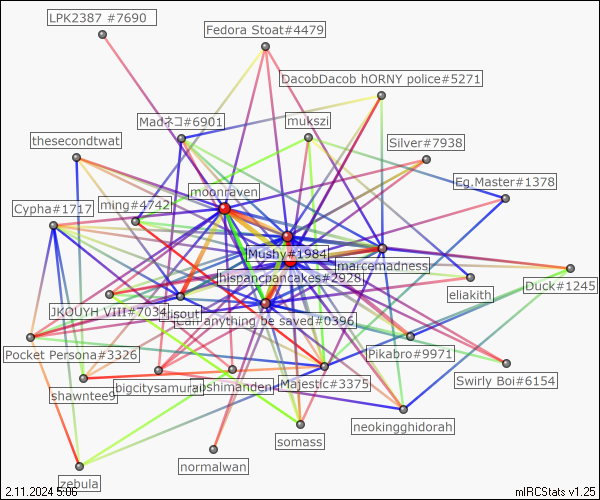 LPK2387 #7690
Fedora Stoat#4479
DacobDacob hORNY police#5271
Madネコ#6901
mukszi
thesecondtwat
Silver#7938
Eg.Master#1378
moonraven
ming#4742
Cypha#1717
Mushy#1984
marcemadness
hispancpancakes#2928
eliakith
Duck#1245
JKOUYH VIII#7034
isout
can anything be saved#0396
Pocket Persona#3326
Pikabro#9971
Swirly Boi#6154
shawntee9
bigcitysamurai
oshimanden
Majestic#3375
neokingghidorah
somass
normalwan
zebula
2.11.2024 5:06
mIRCStats v1.25